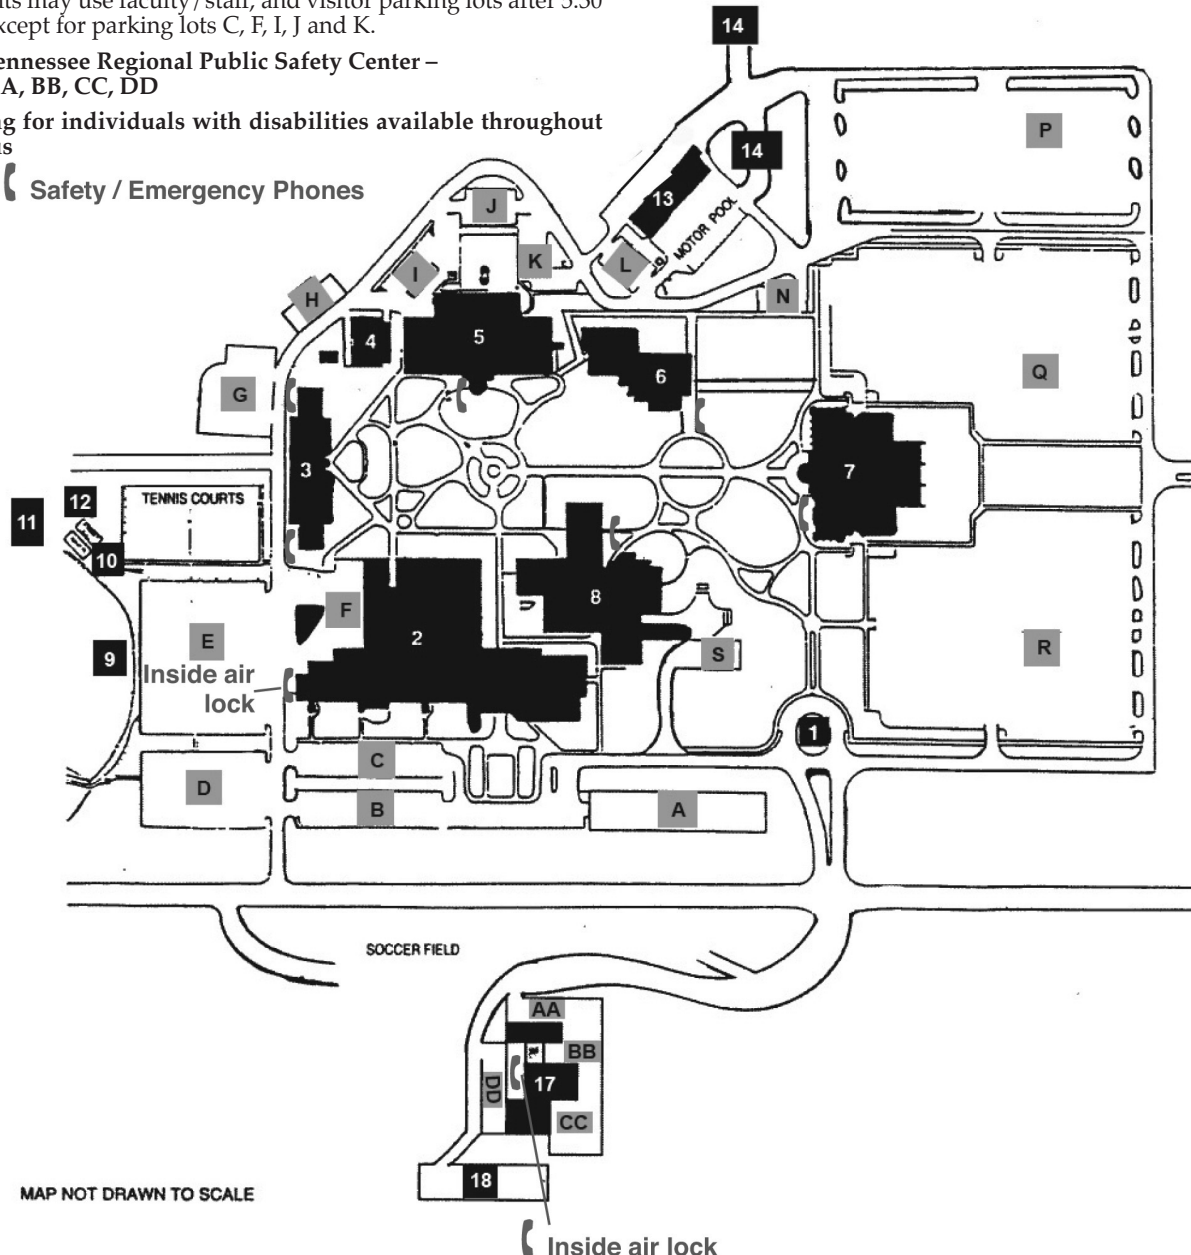 ts may use faculty/staff, and visitor parking lots after 5:30
xcept for parking lots C, F, I, J and K.
ennessee Regional Public Safety Center –
A, BB, CC, DD
ng for individuals with disabilities available throughout
us
Safety / Emergency Phones
14
P
14
13
MOTOR POOL
J
I
K
L
H
N
4
5
6
Q
G
3
7
TENNIS COURTS
12
11
10
F
8
E
2
9
S
R
Inside air
lock
1
C
D
B
A
SOCCER FIELD
AA
BB
DD
17
CC
18
MAP NOT DRAWN TO SCALE
Inside air lock